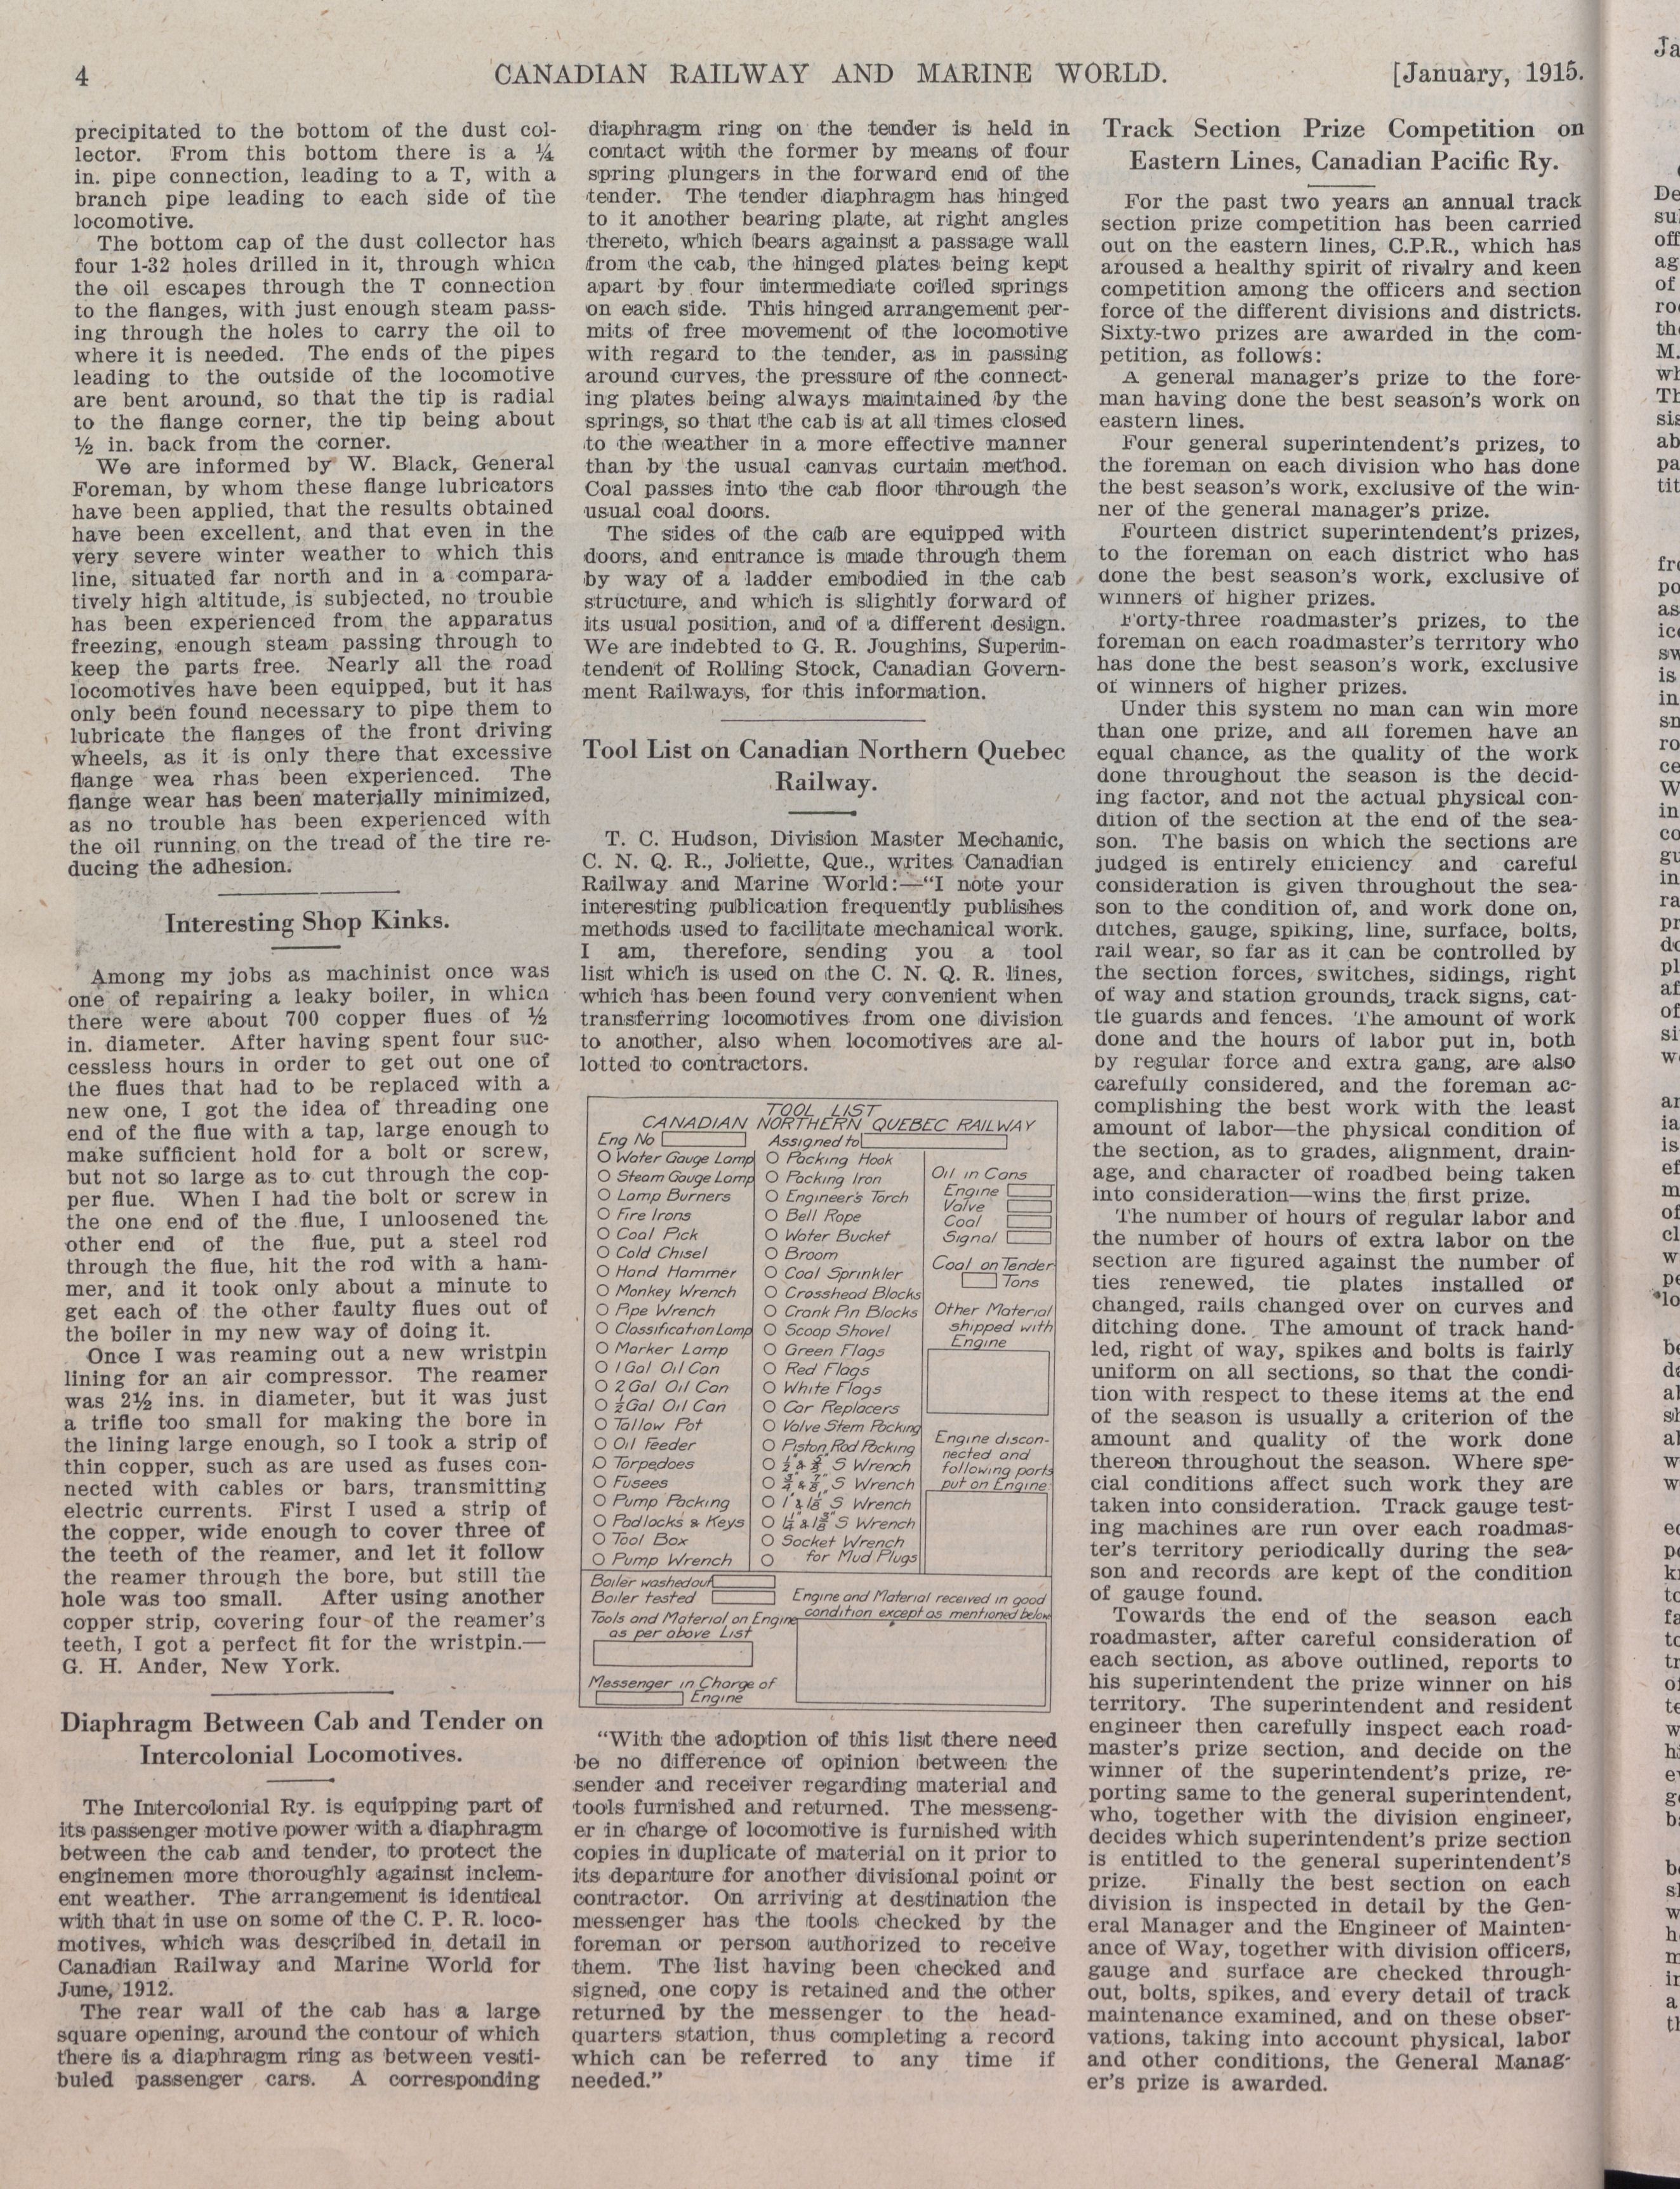 4
CANADIAN RAILWAY AND MARINE WORLD.
[January, 1915.
precipitated to the bottom of the dust col-
lector. From this bottom there is a ¼
in. pipe connection, leading to a T, with a
branch pipe leading to each side of the
locomotive.
The bottom cap of the dust collector has
four 1-32 holes drilled in it, through which
the oil escapes through the T connection
to the flanges, with just enough steam pass-
ing through the holes to carry the oil to
where it is needed. The ends of the pipes
leading to the outside of the locomotive
are bent around, so that the tip is radial
to the flange corner, the tip being about
½ in. back from the corner.
We are informed by W. Black, General
Foreman, by whom these flange lubricators
have been applied, that the results obtained
have been excellent, and that even in the
very severe winter weather to which this
line, situated far north and in a compara-
tively high altitude, is subjected, no trouble
has been experienced from the apparatus
freezing, enough steam passing through to
keep the parts free. Nearly all the road
locomotives have been equipped, but it has
only been found necessary to pipe them to
lubricate the flanges of the front driving
wheels, as it is only there that excessive
flange wea rhas been experienced. The
flange wear has been materially minimized,
as no trouble has been experienced with
the oil running on the tread of the tire re-
ducing the adhesion.
Interesting Shop Kinks.
Among my jobs as machinist once was
one of repairing a leaky boiler, in which
there were about 700 copper flues of ½
in. diameter. After having spent four suc-
cessless hours in order to get out one of
the flues that had to be replaced with a
new one, I got the idea of threading one
end of the flue with a tap, large enough to
make sufficient hold for a bolt or screw,
but not so large as to cut through the cop-
per flue. When I had the bolt or screw in
the one end of the flue, I unloosened the
other end of the flue, put a steel rod
through the flue, hit the rod with a ham-
mer, and it took only about a minute to
get each of the other faulty flues out of
the boiler in my new way of doing it.
Once I was reaming out a new wristpin
lining for an air compressor. The reamer
was 2½ ins. in diameter, but it was just
a trifle too small for making the bore in
the lining large enough, so I took a strip of
thin copper, such as are used as fuses con-
nected with cables or bars, transmitting
electric currents. First I used a strip of
the copper, wide enough to cover three of
the teeth of the reamer, and let it follow
the reamer through the bore, but still the
hole was too small. After using another
copper strip, covering four of the reamer's
teeth, I got a perfect fit for the wristpin.—
G. H. Ander, New York.
Diaphragm Between Cab and Tender on
Intercolonial Locomotives.
The Intercolonial Ry. is equipping part of
its passenger motive power with a diaphragm
between the cab and tender, to protect the
enginemen more thoroughly against inclem-
ent weather. The arrangement is identical
with that in use on some of the C. P. R. loco-
motives, which was described in detail in
Canadian Railway and Marine World for
June, 1912.
The rear wall of the cab has a large
square opening, around the contour of which
there is a diaphragm ring as between vesti-
buled passenger cars. A corresponding
diaphragm ring on the tender is held in
contact with the former by means of four
spring plungers in the forward end of the
tender. The tender diaphragm has hinged
to it another bearing plate, at right angles
thereto, which bears against a passage wall
from the cab, the hinged plates being kept
apart by four intermediate coiled springs
on each side. This hinged arrangement per-
mits of free movement of the locomotive
with regard to the tender, as in passing
around curves, the pressure of the connect-
ing plates being always maintained by the
springs, so that the cab is at all times closed
to the weather in a more effective manner
than by the usual canvas curtain method.
Coal passes into the cab floor through the
usual coal doors.
The sides of the cab are equipped with
doors, and entrance is made through them
by way of a ladder embodied in the cab
structure, and which is slightly forward of
its usual position, and of a different design.
We are indebted to G. R. Joughins, Superin-
tendent of Rolling Stock, Canadian Govern-
ment Railways, for this information.
Tool List on Canadian Northern Quebec
Railway.
T. C. Hudson, Division Master Mechanic,
C. N. Q. R., Joliette, Que., writes Canadian
Railway and Marine World:—"I note your
interesting publication frequently publishes
methods used to facilitate mechanical work.
I am, therefore, sending you a tool
list which is used on the C. N. Q. R. lines,
which has been found very convenient when
transferring locomotives from one division
to another, also when locomotives are al-
lotted to contractors.
TOOL LIST
CANADIAN NORTHERN QUEBEC RAILWAY
Eng No
Assigned to
Water Gauge Lamp
Steam Gauge Lamp
Lamp Burners
Fire Irons
Coal Pick
Cold Chisel
Hand Hammer
Monkey Wrench
Pipe Wrench
Classification Lamp
Marker Lamp
1 Gal Oil Can
2 Gal Oil Can
½ Gal Oil Can
Tallow Pot
Oil Feeder
Torpedoes
Fusees
Pump Packing
Padlocks & Keys
Tool Box
Pump Wrench
Packing Hook
Packing Iron
Engineer's Torch
Bell Rope
Water Bucket
Broom
Coal Sprinkler
Crosshead Blocks
Crank Pin Blocks
Scoop Shovel
Green Flags
Red Flags
White Flags
Car Replacers
Valve Stem Packing
Piston Rod Packing
S Wrench
¾" & ⅞" S Wrench
1" & 1⅛" S Wrench
1¼" & 1⅜" S Wrench
Socket Wrench
for Mud Plugs
Oil in Cans
Engine
Valve
Coal
Signal
Coal on Tender
Tons
Other Material
shipped with
Engine
Engine discon-
nected and
following parts
put on Engine
Boiler washed out
Boiler tested
Tools and Material on Engine
as per above List
Messenger in Charge of
Engine
Engine and Material received in good
condition except as mentioned below
"With the adoption of this list there need
be no difference of opinion between the
sender and receiver regarding material and
tools furnished and returned. The messeng-
er in charge of locomotive is furnished with
copies in duplicate of material on it prior to
its departure for another divisional point or
contractor. On arriving at destination the
messenger has the tools checked by the
foreman or person authorized to receive
them. The list having been checked and
signed, one copy is retained and the other
returned by the messenger to the head-
quarters station, thus completing a record
which can be referred to any time if
needed."
Track Section Prize Competition on
Eastern Lines, Canadian Pacific Ry.
For the past two years an annual track
section prize competition has been carried
out on the eastern lines, C.P.R., which has
aroused a healthy spirit of rivalry and keen
competition among the officers and section
force of the different divisions and districts.
Sixty-two prizes are awarded in the com-
petition, as follows:
A general manager's prize to the fore-
man having done the best season's work on
eastern lines.
Four general superintendent's prizes, to
the foreman on each division who has done
the best season's work, exclusive of the win-
ner of the general manager's prize.
Fourteen district superintendent's prizes,
to the foreman on each district who has
done the best season's work, exclusive of
winners of higher prizes.
Forty-three roadmaster's prizes, to the
foreman on each roadmaster's territory who
has done the best season's work, exclusive
of winners of higher prizes.
Under this system no man can win more
than one prize, and all foremen have an
equal chance, as the quality of the work
done throughout the season is the decid-
ing factor, and not the actual physical con-
dition of the section at the end of the sea-
son. The basis on which the sections are
judged is entirely efficiency and careful
consideration is given throughout the sea-
son to the condition of, and work done on,
ditches, gauge, spiking, line, surface, bolts,
rail wear, so far as it can be controlled by
the section forces, switches, sidings, right
of way and station grounds, track signs, cat-
tle guards and fences. The amount of work
done and the hours of labor put in, both
by regular force and extra gang, are also
carefully considered, and the foreman ac-
complishing the best work with the least
amount of labor—the physical condition of
the section, as to grades, alignment, drain-
age, and character of roadbed being taken
into consideration—wins the first prize.
The number of hours of regular labor and
the number of hours of extra labor on the
section are figured against the number of
ties renewed, tie plates installed or
changed, rails changed over on curves and
ditching done. The amount of track hand-
led, right of way, spikes and bolts is fairly
uniform on all sections, so that the condi-
tion with respect to these items at the end
of the season is usually a criterion of the
amount and quality of the work done
thereon throughout the season. Where spe-
cial conditions affect such work they are
taken into consideration. Track gauge test-
ing machines are run over each roadmas-
ter's territory periodically during the sea-
son and records are kept of the condition
of gauge found.
Towards the end of the season each
roadmaster, after careful consideration of
each section, as above outlined, reports to
his superintendent the prize winner on his
territory. The superintendent and resident
engineer then carefully inspect each road-
master's prize section, and decide on the
winner of the superintendent's prize, re-
porting same to the general superintendent,
who, together with the division engineer,
decides which superintendent's prize section
is entitled to the general superintendent's
prize. Finally the best section on each
division is inspected in detail by the Gen-
eral Manager and the Engineer of Mainten-
ance of Way, together with division officers,
gauge and surface are checked through-
out, bolts, spikes, and every detail of track
maintenance examined, and on these obser-
vations, taking into account physical, labor
and other conditions, the General Manag-
er's prize is awarded.